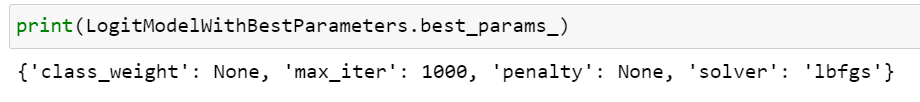 print(LogitModelWithBestParameters.best_params_)
{'class_weight': None, 'max_iter': 1000, 'penalty': None, 'solver': 'lbfgs'}